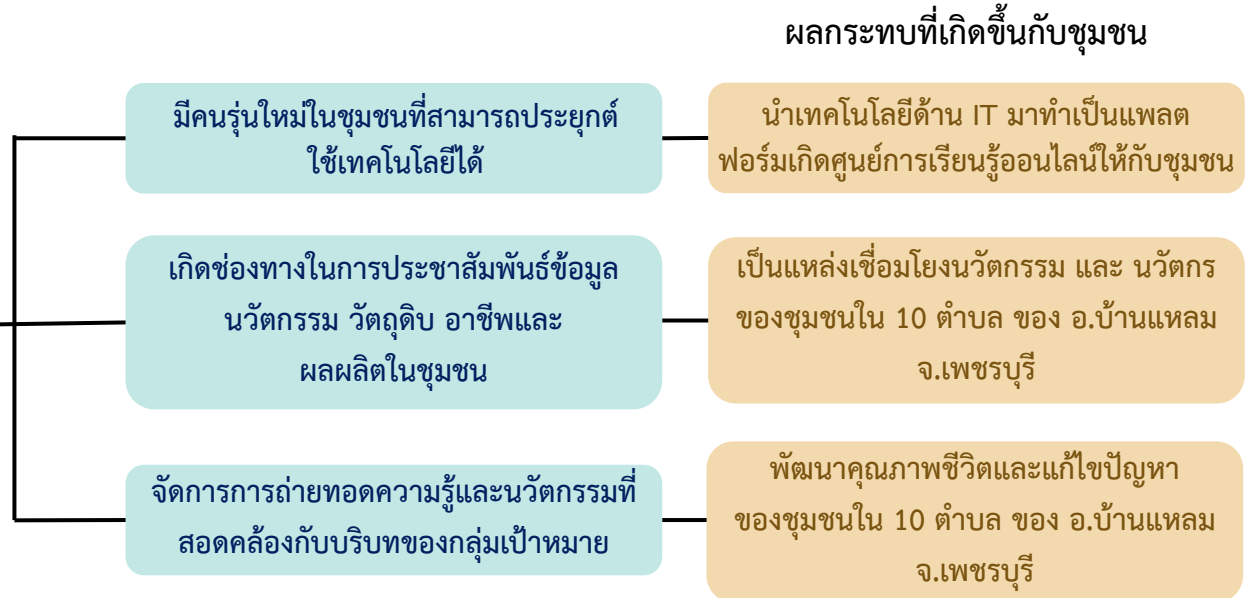 ผลกระทบที่เกิดขึ้นกับชุมชน
มีคนรุ่นใหม่ในชุมชนที่สามารถประยุกต์
ใช้เทคโนโลยีได้
นำเทคโนโลยีด้าน IT มาทำเป็นแพลต
ฟอร์มเกิดศูนย์การเรียนรู้ออนไลน์ให้กับชุมชน
เกิดช่องทางในการประชาสัมพันธ์ข้อมูล
นวัตกรรม วัตถุดิบ อาชีพและ
ผลผลิตในชุมชน
เป็นแหล่งเชื่อมโยงนวัตกรรม และ นวัตกร
ของชุมชนใน 10 ตำบล ของ อ.บ้านแหลม
จ.เพชรบุรี
จัดการการถ่ายทอดความรู้และนวัตกรรมที่
สอดคล้องกับบริบทของกลุ่มเป้าหมาย
พัฒนาคุณภาพชีวิตและแก้ไขปัญหา
ของชุมชนใน 10 ตำบล ของ อ.บ้านแหลม
จ.เพชรบุรี